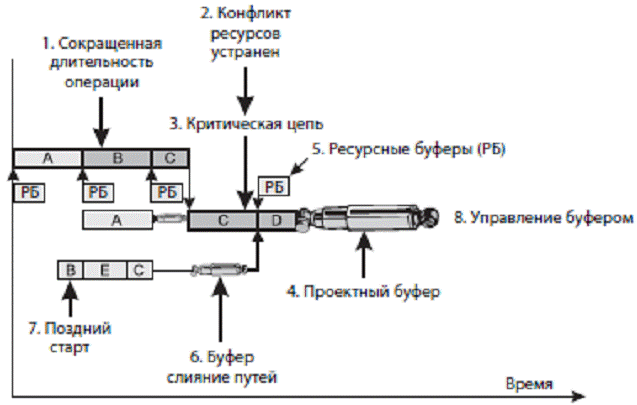 2. Конфликт
ресурсов
устранен
1. Сокращенная
длительность
операции
3. Критическая цепь
5. Ресурсные буферы (РБ)
A B C
РБ РБ РБ РБ
A C D
8. Управление буфером
B E C
4. Проектный буфер
7. Поздний
старт
6. Буфер
слияние путей
Время